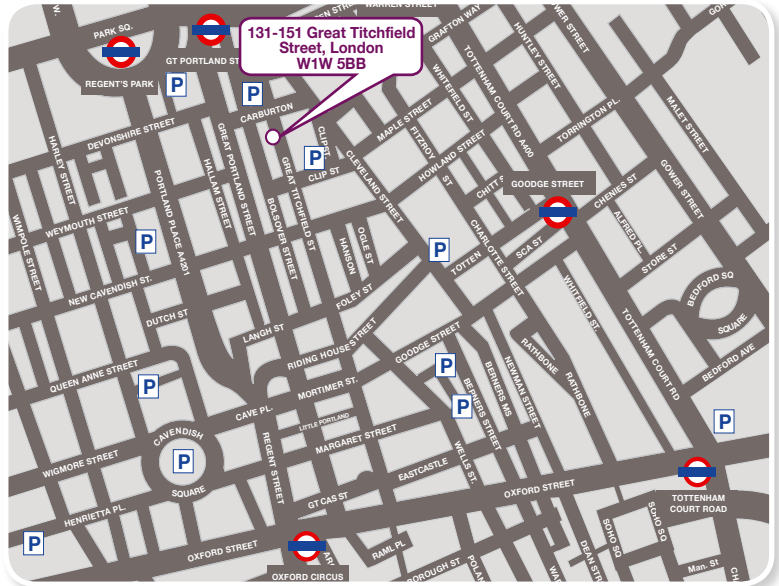 WARREN STREET
PARK SQ.
131-151 Great Titchfield
Street, London
W1W 5BB
GRAFTON WAY
GT PORTLAND ST
REGENT'S PARK
P
P
CARBURTON
HUNTLEY STREET
WHITEFIELD ST
TOTTENHAM COURT RD A400
MAPLE STREET
TORRINGTON PL.
MALET STREET
DEVONSHIRE STREET
HARLEY STREET
GREAT PORTLAND STREET
HALLAM STREET
P
CLIP ST
CLEVELAND STREET
FITZROY
ST
HOWLAND STREET
GREAT TITCHFIELD ST
PORTLAND PLACE A4201
CHITT S
GOODGE STREET
CHENIES ST
GOWER STREET
WEYMOUTH STREET
WIMPOLE STREET
BOLSOVER STREET
HANSON
OGLE ST
P
P
TOTTEN
CHARLOTTE STREET
SCA ST
ALFRED PL.
STORE ST
BEDFORD SQ
SQUARE
BEDFORD AVE
NEW CAVENDISH ST.
FOLEY ST
WHITFIELD ST.
TOTTENHAM COURT RD
DUTCH ST
LANGH ST
RIDING HOUSE STREET
GOODGE STREET
RATHBONE
RATHBONE
QUEEN ANNE STREET
P
P
P
MORTIMER ST.
BERNERS STREET
BERNERS MS
NEWMAN STREET
CAVE PL.
LITTLE PORTLAND
MARGARET STREET
P
CAVENDISH
P
SQUARE
REGENT STREET
WELLS ST.
WIGMORE STREET
EASTCASTLE
GT CAS ST
OXFORD STREET
TOTTENHAM
COURT ROAD
HENRIETTA PL.
P
OXFORD STREET
OXFORD CIRCUS
RAML PL
SOHO SQ
SOHO SQ
DEAN STR
Man. St